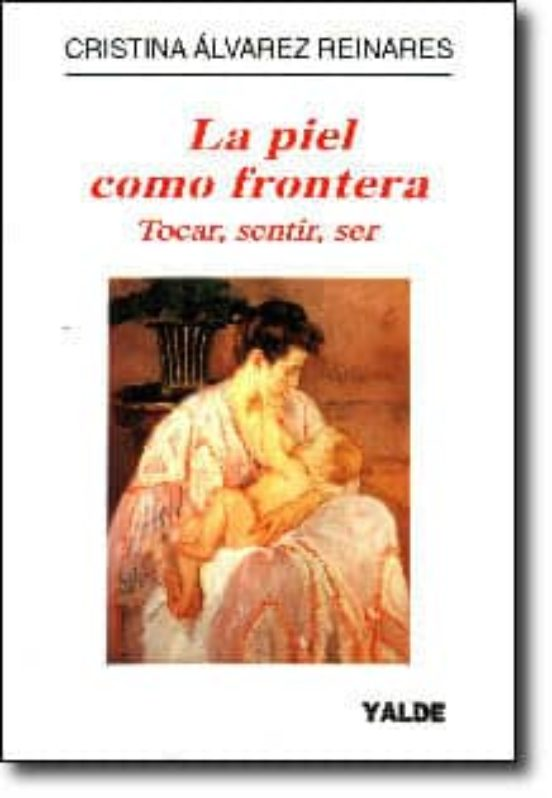 CRISTINA ÁLVAREZ REINARES
La piel
como frontera
Tocar, sentir, ser
YALDE